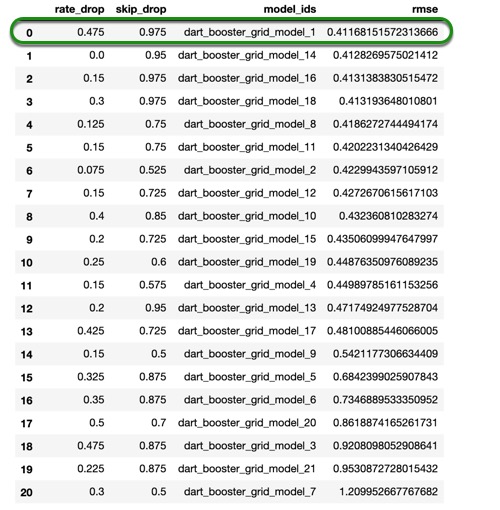 rate_drop skip_drop model_ids rmse
0 0.475 0.975 dart_booster_grid_model_1 0.41168151572313666
1 0.0 0.95 dart_booster_grid_model_14 0.4128269575021412
2 0.15 0.975 dart_booster_grid_model_16 0.4131383830515472
3 0.3 0.975 dart_booster_grid_model_18 0.413193648010801
4 0.125 0.75 dart_booster_grid_model_8 0.4186272744494174
5 0.15 0.75 dart_booster_grid_model_11 0.4202231340426429
6 0.075 0.525 dart_booster_grid_model_2 0.4229943597105912
7 0.15 0.725 dart_booster_grid_model_12 0.4272670615617103
8 0.4 0.85 dart_booster_grid_model_10 0.432360810283274
9 0.2 0.725 dart_booster_grid_model_15 0.43506099947647997
10 0.25 0.6 dart_booster_grid_model_19 0.44876350976089235
11 0.15 0.575 dart_booster_grid_model_4 0.44989785161153256
12 0.2 0.95 dart_booster_grid_model_13 0.47174924977528704
13 0.425 0.725 dart_booster_grid_model_17 0.48100885446066005
14 0.15 0.5 dart_booster_grid_model_9 0.5421177306634409
15 0.325 0.875 dart_booster_grid_model_5 0.6842399025907843
16 0.35 0.875 dart_booster_grid_model_6 0.7346889533350952
17 0.5 0.7 dart_booster_grid_model_20 0.8618874165261731
18 0.475 0.875 dart_booster_grid_model_3 0.9208098052908641
19 0.225 0.875 dart_booster_grid_model_21 0.9530872728015432
20 0.3 0.5 dart_booster_grid_model_7 1.209952667767682